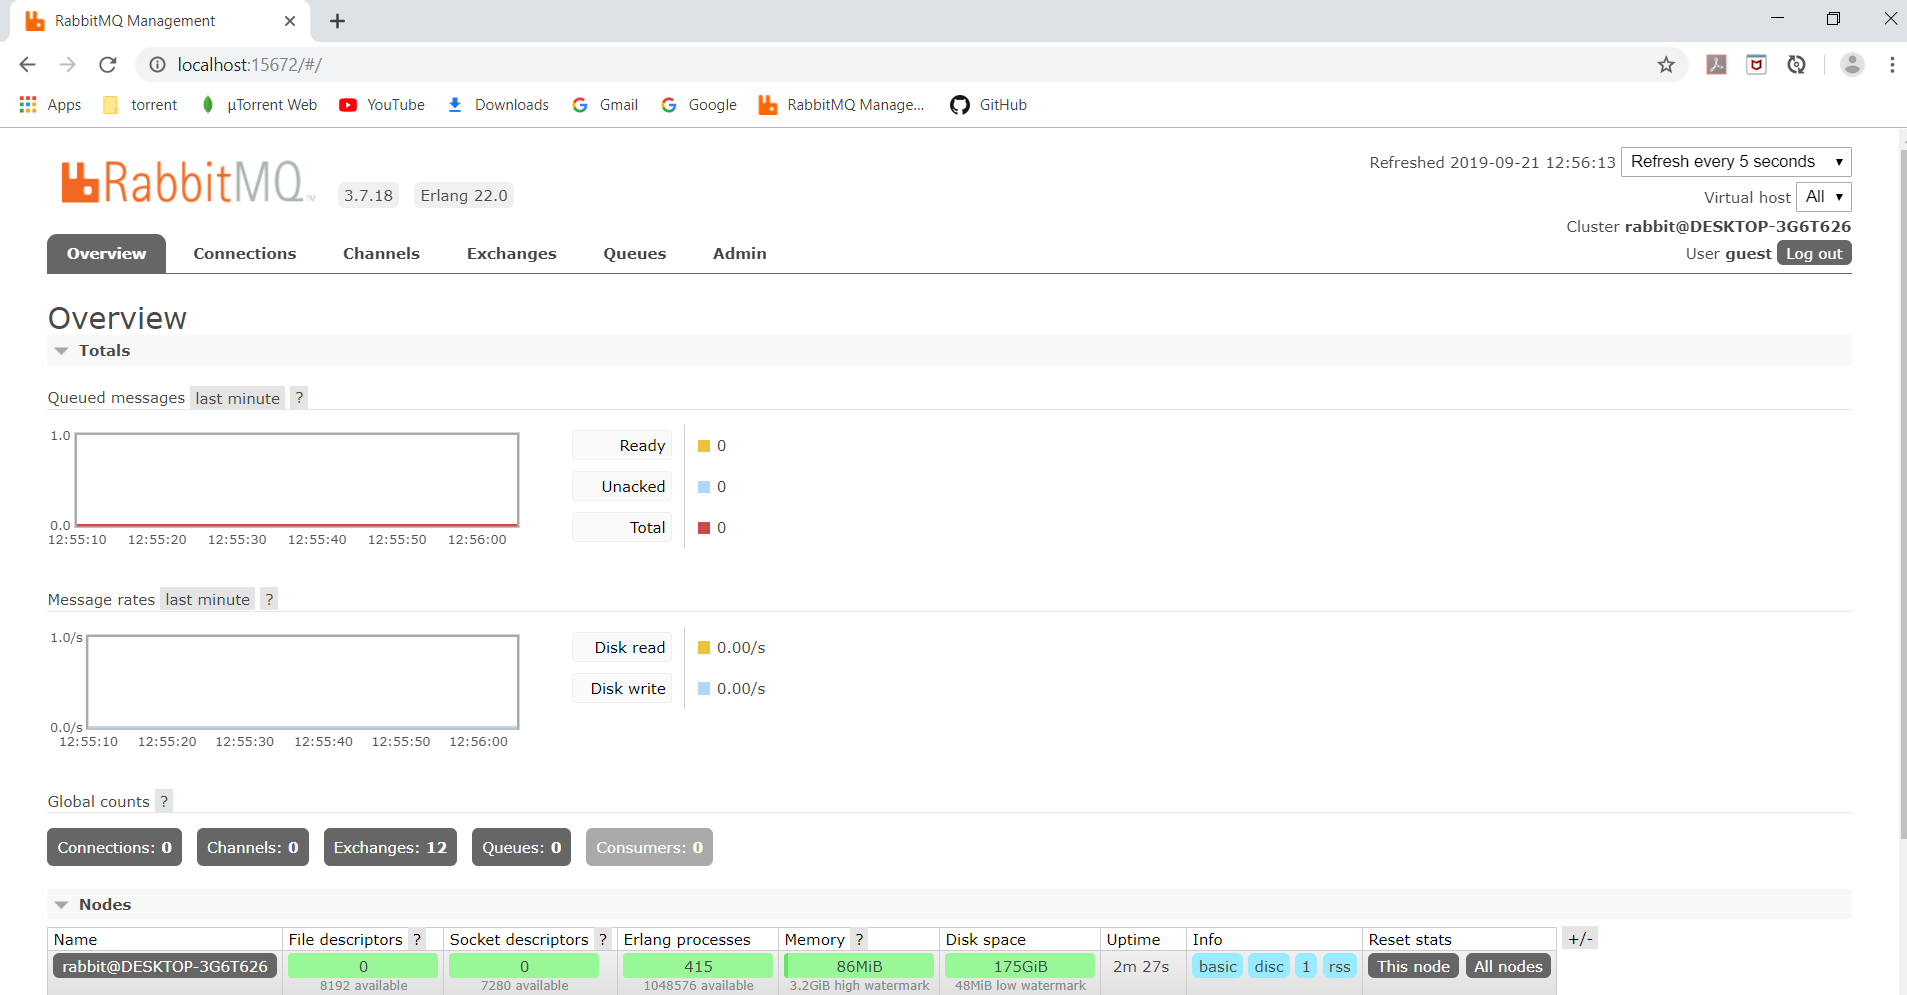 RabbitMQ Management
localhost:15672/#/
Apps torrent µTorrent Web YouTube Downloads Gmail Google RabbitMQ Manage... GitHub
RabbitMQ TM 3.7.18 Erlang 22.0
Refreshed 2019-09-21 12:56:13 Refresh every 5 seconds
Virtual host All
Cluster rabbit@DESKTOP-3G6T626
User guest Log out
Overview Connections Channels Exchanges Queues Admin
Overview
Totals
Queued messages last minute ?
1.0
0.0
12:55:10 12:55:20 12:55:30 12:55:40 12:55:50 12:56:00
Ready 0
Unacked 0
Total 0
Message rates last minute ?
1.0/s
0.0/s
12:55:10 12:55:20 12:55:30 12:55:40 12:55:50 12:56:00
Disk read 0.00/s
Disk write 0.00/s
Global counts ?
Connections: 0 Channels: 0 Exchanges: 12 Queues: 0 Consumers: 0
Nodes
Name File descriptors ? Socket descriptors ? Erlang processes Memory ? Disk space Uptime Info Reset stats +/-
rabbit@DESKTOP-3G6T626 0 0 415 86MiB 175GiB 2m 27s basic disc 1 rss This node All nodes
8192 available 7280 available 1048576 available 3.2GiB high watermark 48MiB low watermark